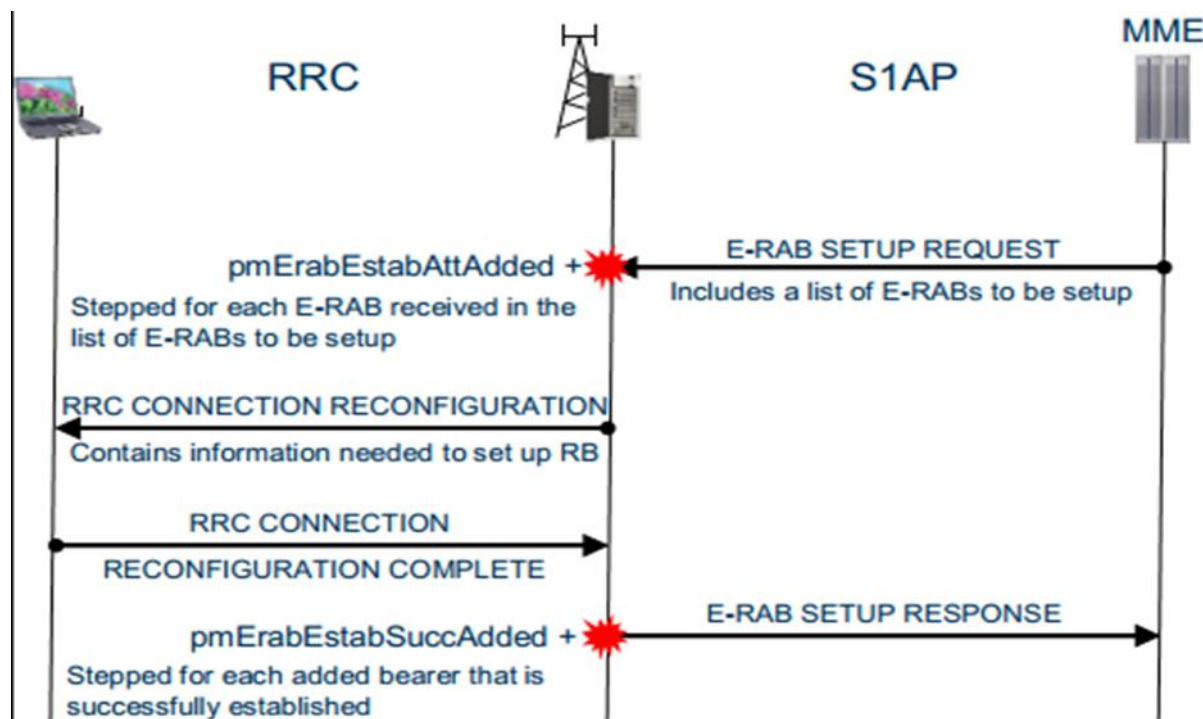 MME
RRC
S1AP
E-RAB SETUP REQUEST
pmErabEstabAttAdded +
Includes a list of E-RABs to be setup
Stepped for each E-RAB received in the
list of E-RABs to be setup
RRC CONNECTION RECONFIGURATION
Contains information needed to set up RB
RRC CONNECTION
RECONFIGURATION COMPLETE
E-RAB SETUP RESPONSE
pmErabEstabSuccAdded +
Stepped for each added bearer that is
successfully established